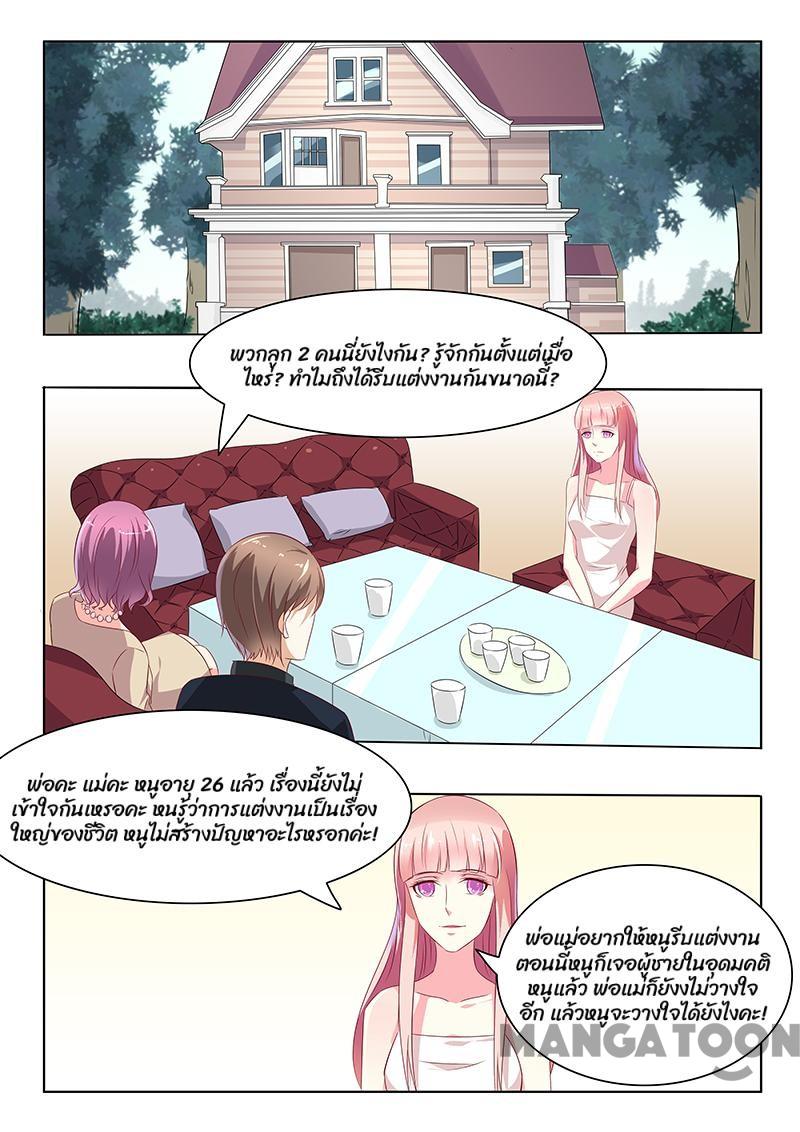 พวกลูก 2 คนนี่ยังไงกัน? รู้จักกันตั้งแต่เมื่อ
ไหร่? ทำไมถึงได้รีบแต่งงานกันขนาดนี้?
พ่อคะ แม่คะ หนูอายุ 26 แล้ว เรื่องนี้ยังไม่
เข้าใจกันเหรอคะ หนรู้ว่าการแต่งงานเป็นเรื่อง
ใหญ่ของชีวิต หนูไม่สร้างปัญหาอะไรหรอกค่ะ!
พ่อแม่อยากให้หนูรีบแต่งงาน
ตอนนี้หนูก็เจอผู้ชายในอุดมคติ
หนูแล้ว พ่อแม่ก็ยังงไม่วางใจ
อีก แล้วหนูจะวางใจได้ยังไงคะ!
MANGATOON